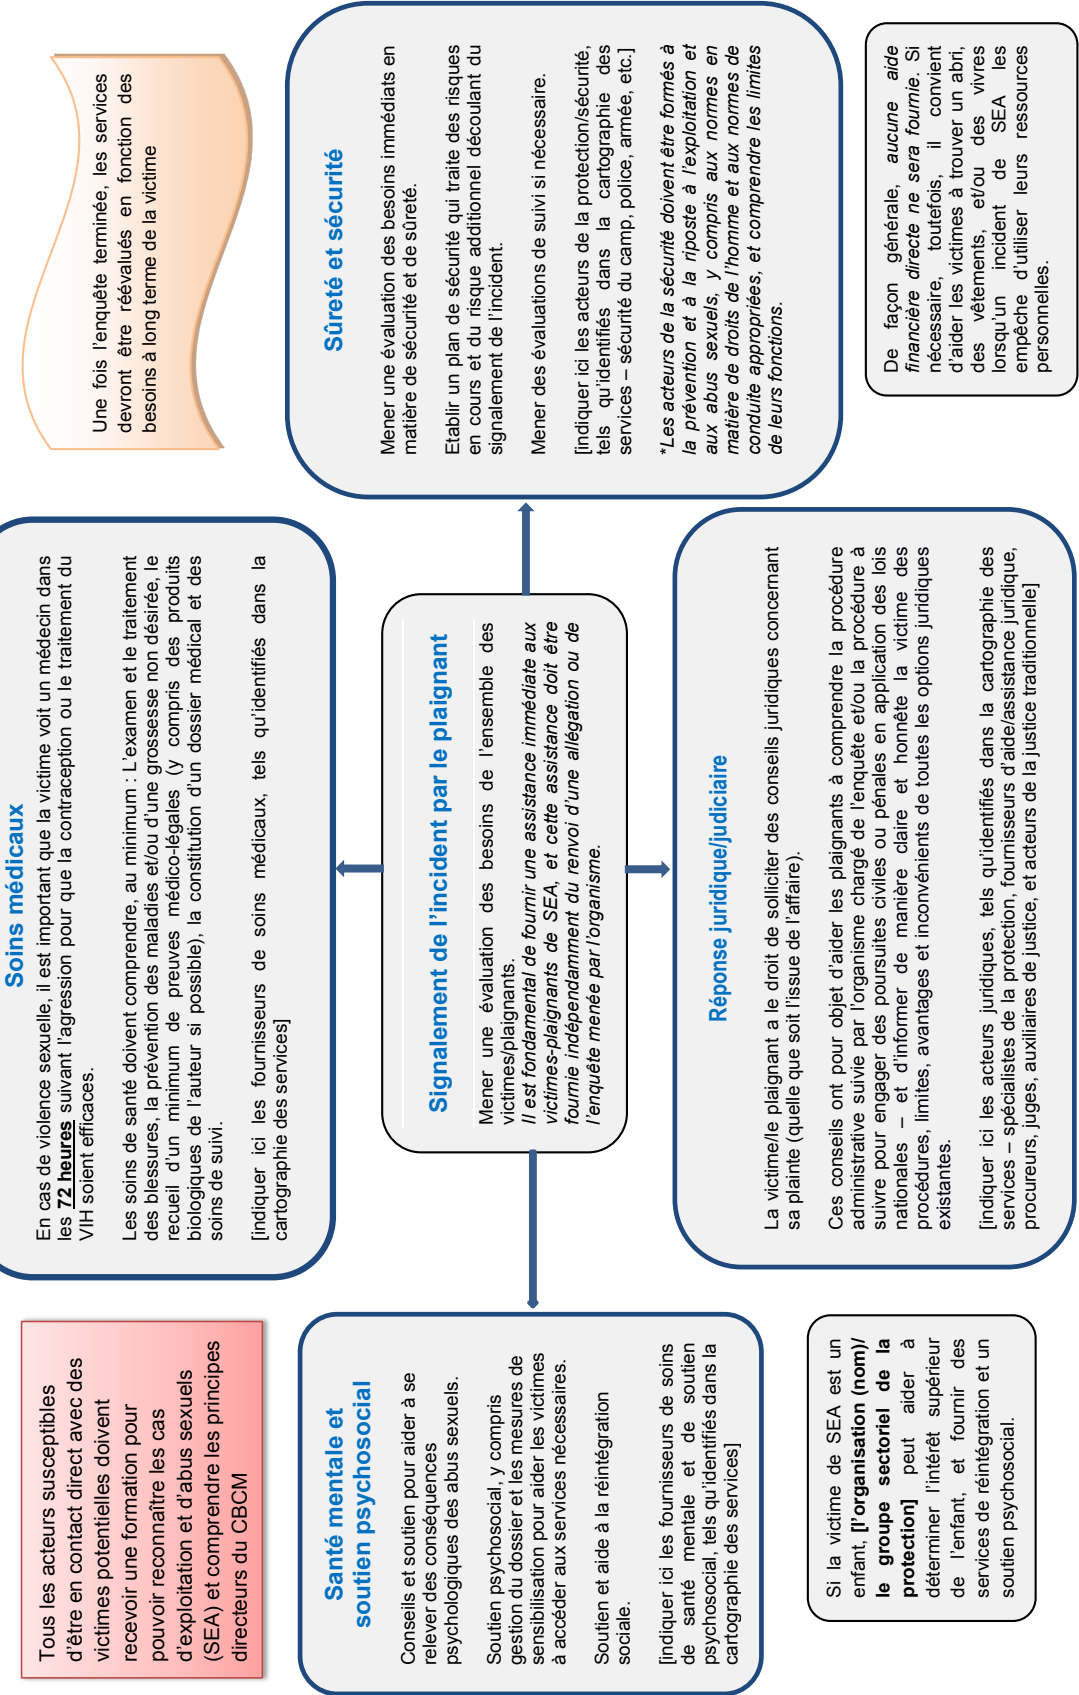 Tous les acteurs susceptibles
d'être en contact direct avec des
victimes potentielles doivent
recevoir une formation pour
pouvoir reconnaître les cas
d'exploitation et d'abus sexuels
(SEA) et comprendre les principes
directeurs du CBCM
Soins médicaux
En cas de violence sexuelle, il est important que la victime voit un médecin dans
les 72 heures suivant l'agression pour que la contraception ou le traitement du
VIH soient efficaces.
Les soins de santé doivent comprendre, au minimum : L'examen et le traitement
des blessures, la prévention des maladies et/ou d'une grossesse non désirée, le
recueil d'un minimum de preuves médico-légales (y compris des produits
biologiques de l'auteur si possible), la constitution d'un dossier médical et des
soins de suivi.
[indiquer ici les fournisseurs de soins médicaux, tels qu'identifiés dans la
cartographie des services]
Une fois l'enquête terminée, les services
devront être réévalués en fonction des
besoins à long terme de la victime
Santé mentale et
soutien psychosocial
Conseils et soutien pour aider à se
relever des conséquences
psychologiques des abus sexuels.
Soutien psychosocial, y compris
gestion du dossier et les mesures de
sensibilisation pour aider les victimes
à accéder aux services nécessaires.
Soutien et aide à la réintégration
sociale.
[indiquer ici les fournisseurs de soins
de santé mentale et de soutien
psychosocial, tels qu'identifiés dans la
cartographie des services]
Signalement de l'incident par le plaignant
Mener une évaluation des besoins de l'ensemble des
victimes/plaignants.
Il est fondamental de fournir une assistance immédiate aux
victimes-plaignants de SEA, et cette assistance doit être
fournie indépendamment du renvoi d'une allégation ou de
l'enquête menée par l'organisme.
Sûreté et sécurité
Mener une évaluation des besoins immédiats en
matière de sécurité et de sûreté.
Etablir un plan de sécurité qui traite des risques
en cours et du risque additionnel découlant du
signalement de l'incident.
Mener des évaluations de suivi si nécessaire.
[indiquer ici les acteurs de la protection/sécurité,
tels qu'identifiés dans la cartographie des
services – sécurité du camp, police, armée, etc.]
*Les acteurs de la sécurité doivent être formés à
la prévention et à la riposte à l'exploitation et
aux abus sexuels, y compris aux normes en
matière de droits de l'homme et aux normes de
conduite appropriées, et comprendre les limites
de leurs fonctions.
Si la victime de SEA est un
enfant, [l'organisation (nom)/
le groupe sectoriel de la
protection] peut aider à
déterminer l'intérêt supérieur
de l'enfant, et fournir des
services de réintégration et un
soutien psychosocial.
Réponse juridique/judiciaire
La victime/le plaignant a le droit de solliciter des conseils juridiques concernant
sa plainte (quelle que soit l'issue de l'affaire).
Ces conseils ont pour objet d'aider les plaignants à comprendre la procédure
administrative suivie par l'organisme chargé de l'enquête et/ou la procédure à
suivre pour engager des poursuites civiles ou pénales en application des lois
nationales – et d'informer de manière claire et honnête la victime des
procédures, limites, avantages et inconvénients de toutes les options juridiques
existantes.
[indiquer ici les acteurs juridiques, tels qu'identifiés dans la cartographie des
services – spécialistes de la protection, fournisseurs d'aide/assistance juridique,
procureurs, juges, auxiliaires de justice, et acteurs de la justice traditionnelle]
De façon générale, aucune aide
financière directe ne sera fournie. Si
nécessaire, toutefois, il convient
d'aider les victimes à trouver un abri,
des vêtements, et/ou des vivres
lorsqu'un incident de SEA les
empêche d'utiliser leurs ressources
personnelles.